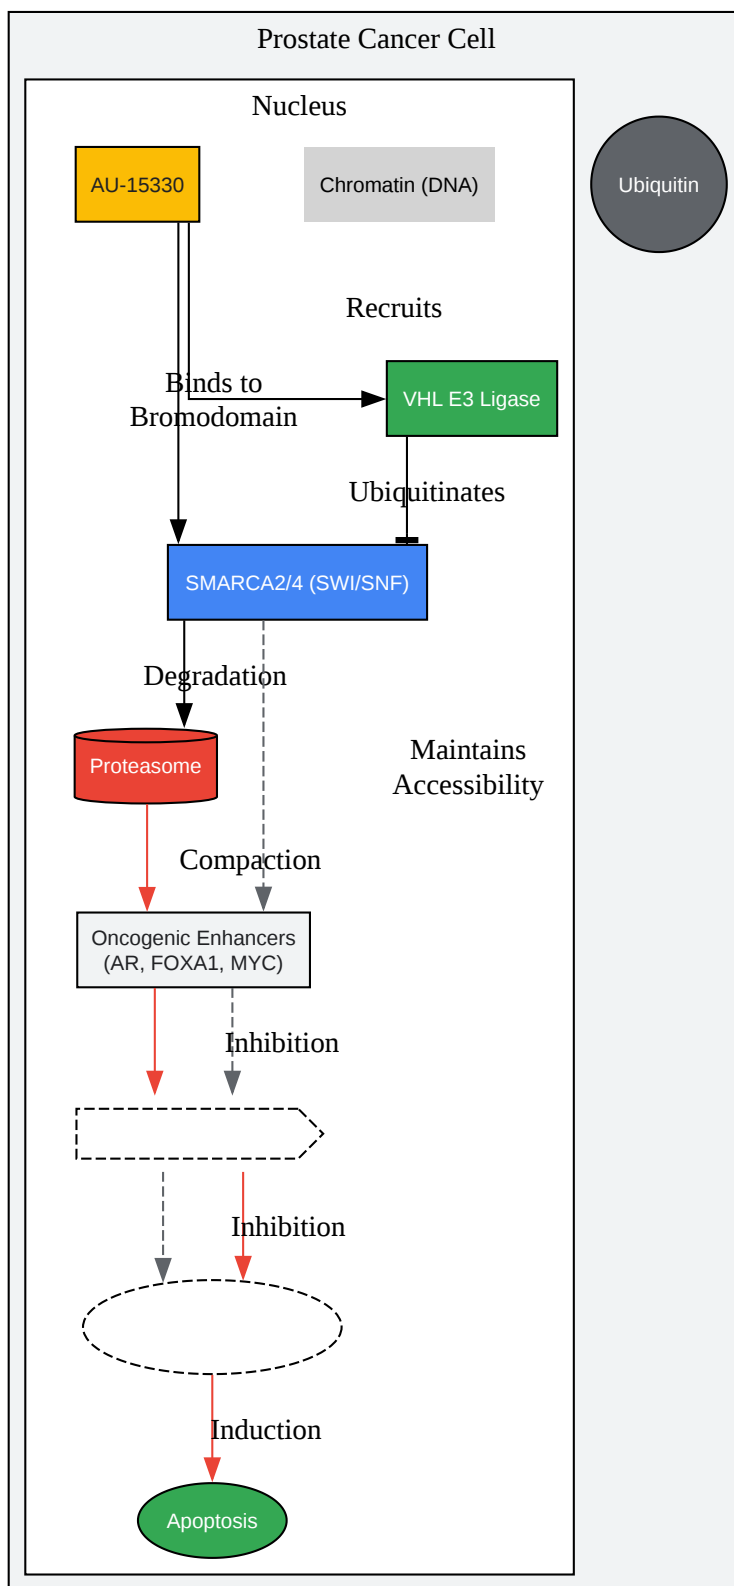 Prostate Cancer Cell
Nucleus
AU-15330
Chromatin (DNA)
Ubiquitin
Recruits
Binds to
Bromodomain
VHL E3 Ligase
Ubiquitinates
SMARCA2/4 (SWI/SNF)
Degradation
Proteasome
Maintains
Accessibility
Compaction
Oncogenic Enhancers
(AR, FOXA1, MYC)
Inhibition
Inhibition
Induction
Apoptosis